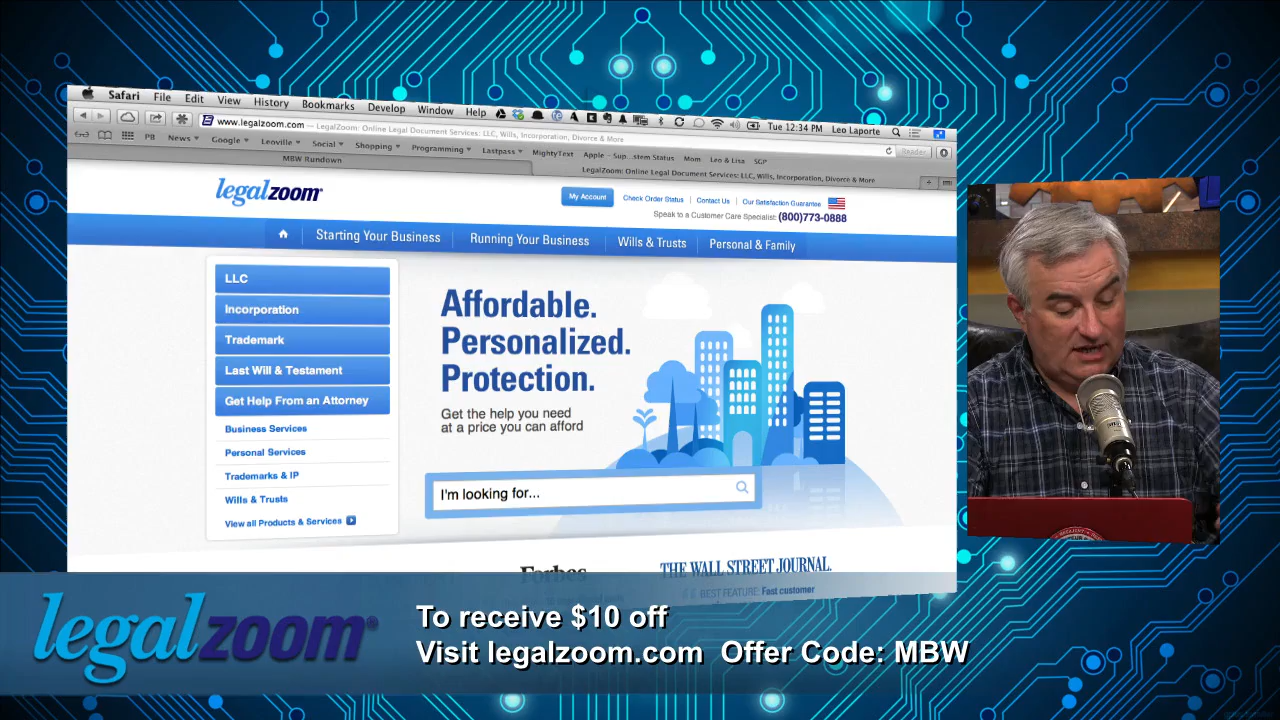 Safari File Edit View History Bookmarks Develop Window Help Tue 12:34 PM Leo Laporte
www.legalzoom.com — LegalZoom: Online Legal Document Services: LLC, Wills, Incorporation, Divorce & More Reader
PB News Google Leoville Social Shopping Programming Lastpass MightyText Apple - Sup...stem Status Mom Leo & Lisa SGP
MBW Rundown LegalZoom: Online Legal Document Services: LLC, Wills, Incorporation, Divorce & More
legalzoom
My Account Check Order Status | Contact Us | Our Satisfaction Guarantee
Speak to a Customer Care Specialist: (800)773-0888
Starting Your Business Running Your Business Wills & Trusts Personal & Family
LLC
Incorporation
Trademark
Last Will & Testament
Get Help From an Attorney
Business Services
Personal Services
Trademarks & IP
Wills & Trusts
View all Products & Services
Affordable.
Personalized.
Protection.
Get the help you need
at a price you can afford
I'm looking for...
Forbes THE WALL STREET JOURNAL.
BEST FEATURE: Fast customer
legalzoom®
To receive $10 off
Visit legalzoom.com Offer Code: MBW